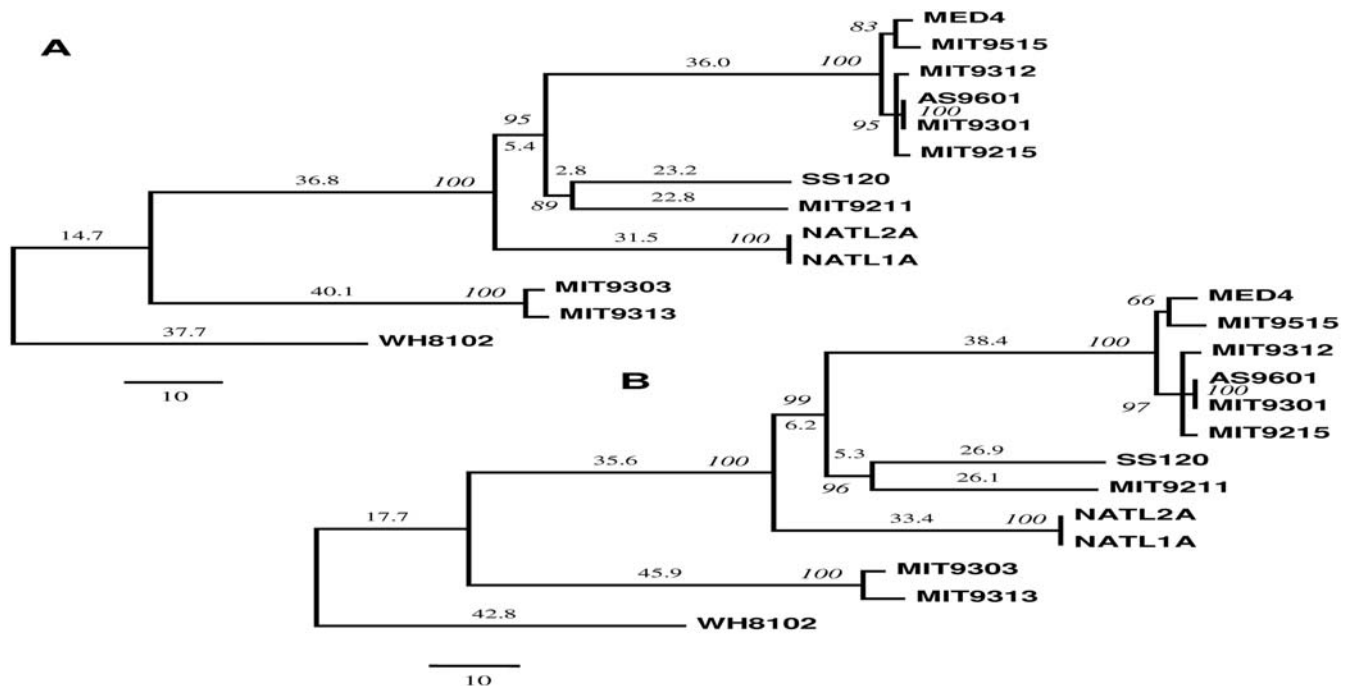 A
83
MED4
MIT9515
36.0
100
MIT9312
AS9601
100
MIT9301
95
MIT9215
95
5.4
2.8
23.2
SS120
89
22.8
MIT9211
36.8
100
NATL2A
31.5
100
NATL1A
14.7
MIT9303
40.1
100
MIT9313
37.7
WH8102
10
B
66
MED4
MIT9515
38.4
100
MIT9312
AS9601
100
MIT9301
97
MIT9215
99
6.2
5.3
26.9
SS120
96
26.1
MIT9211
35.6
100
NATL2A
33.4
100
NATL1A
17.7
MIT9303
45.9
100
MIT9313
42.8
WH8102
10